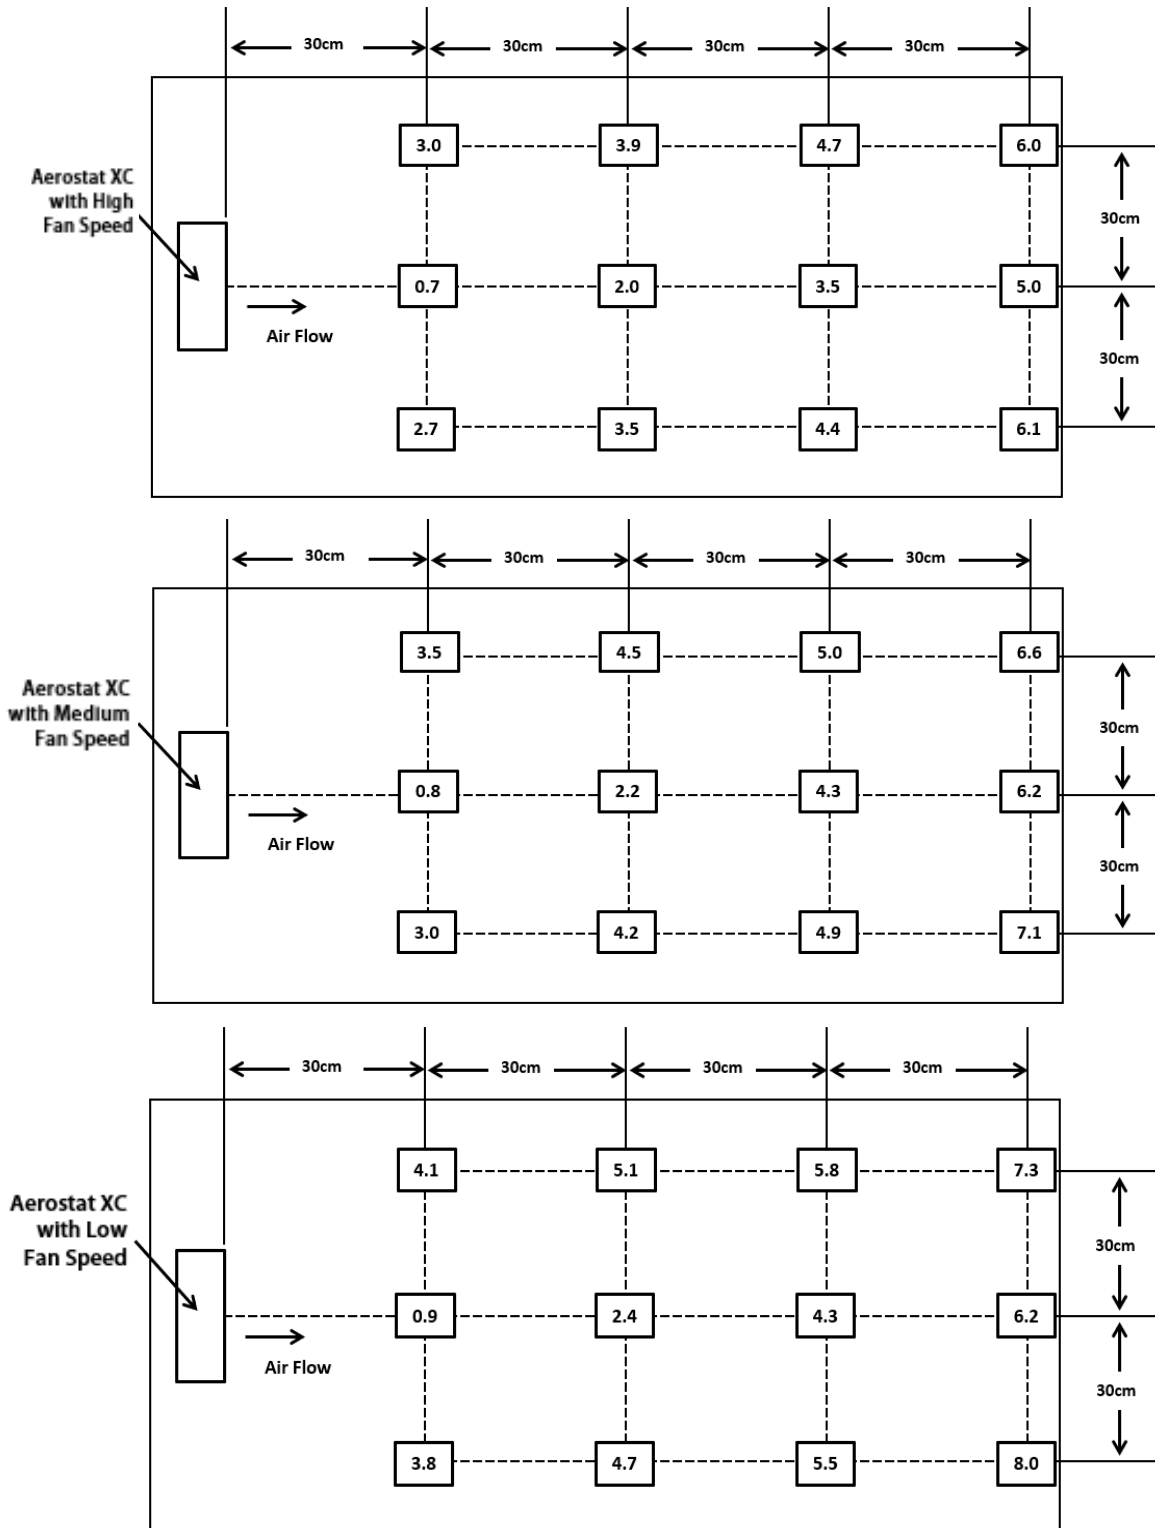 30cm 30cm 30cm 30cm
3.0 3.9 4.7 6.0
Aerostat XC
with High
Fan Speed
30cm
0.7 2.0 3.5 5.0
Air Flow
30cm
2.7 3.5 4.4 6.1
30cm 30cm 30cm 30cm
3.5 4.5 5.0 6.6
Aerostat XC
with Medium
Fan Speed
30cm
0.8 2.2 4.3 6.2
Air Flow
30cm
3.0 4.2 4.9 7.1
30cm 30cm 30cm 30cm
4.1 5.1 5.8 7.3
Aerostat XC
with Low
Fan Speed
30cm
0.9 2.4 4.3 6.2
Air Flow
30cm
3.8 4.7 5.5 8.0